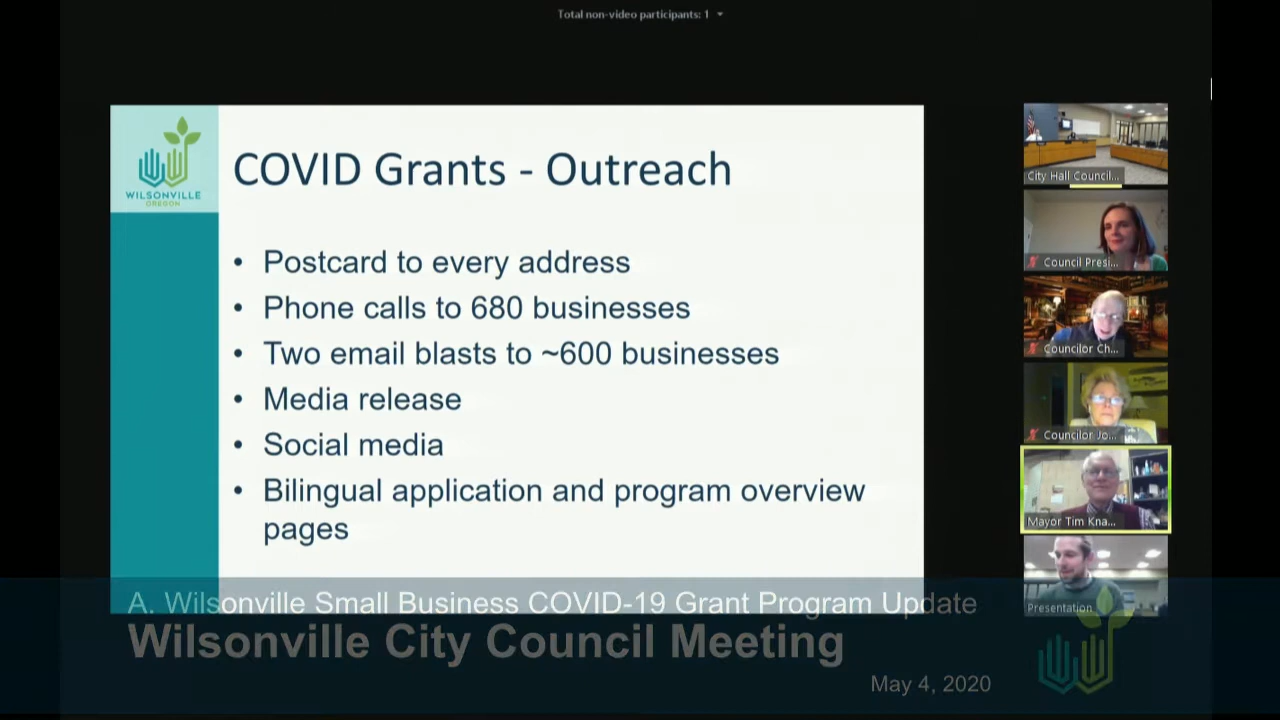 Total non-video participants: 1
WILSONVILLE
OREGON
COVID Grants - Outreach
• Postcard to every address
• Phone calls to 680 businesses
• Two email blasts to ~600 businesses
• Media release
• Social media
• Bilingual application and program overview
pages
City Hall Council...
Council Presi...
Councilor Ch...
Councilor Jo...
Mayor Tim Kna...
Presentation
A. Wilsonville Small Business COVID-19 Grant Program Update
Wilsonville City Council Meeting
May 4, 2020